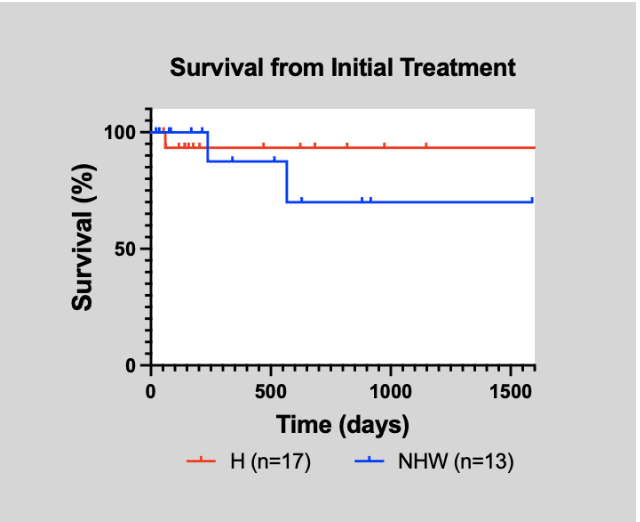 Survival from Initial Treatment
Survival (%)
100
50
0
0 500 1000 1500
Time (days)
H (n=17) NHW (n=13)